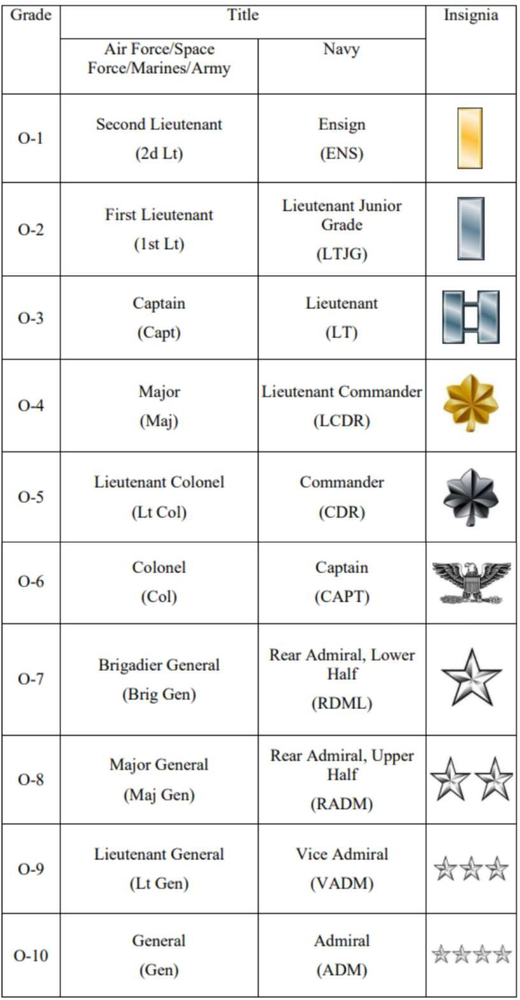 Grade
Title
Insignia
Air Force/Space
Force/Marines/Army
Navy
O-1
Second Lieutenant
(2d Lt)
Ensign
(ENS)
O-2
First Lieutenant
(1st Lt)
Lieutenant Junior
Grade
(LTJG)
O-3
Captain
(Capt)
Lieutenant
(LT)
O-4
Major
(Maj)
Lieutenant Commander
(LCDR)
O-5
Lieutenant Colonel
(Lt Col)
Commander
(CDR)
O-6
Colonel
(Col)
Captain
(CAPT)
O-7
Brigadier General
(Brig Gen)
Rear Admiral, Lower
Half
(RDML)
O-8
Major General
(Maj Gen)
Rear Admiral, Upper
Half
(RADM)
O-9
Lieutenant General
(Lt Gen)
Vice Admiral
(VADM)
O-10
General
(Gen)
Admiral
(ADM)